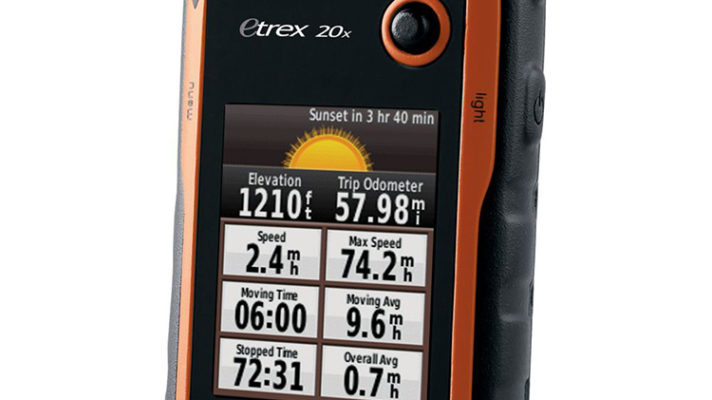 etrex 20x
menu
light
Sunset in 3 hr 40 min
Elevation Trip Odometer
1210 ft 57.98 mi
Speed Max Speed
2.4 mh 74.2 mh
Moving Time Moving Avg
06:00 9.6 mh
Stopped Time Overall Avg
72:31 0.7 mh